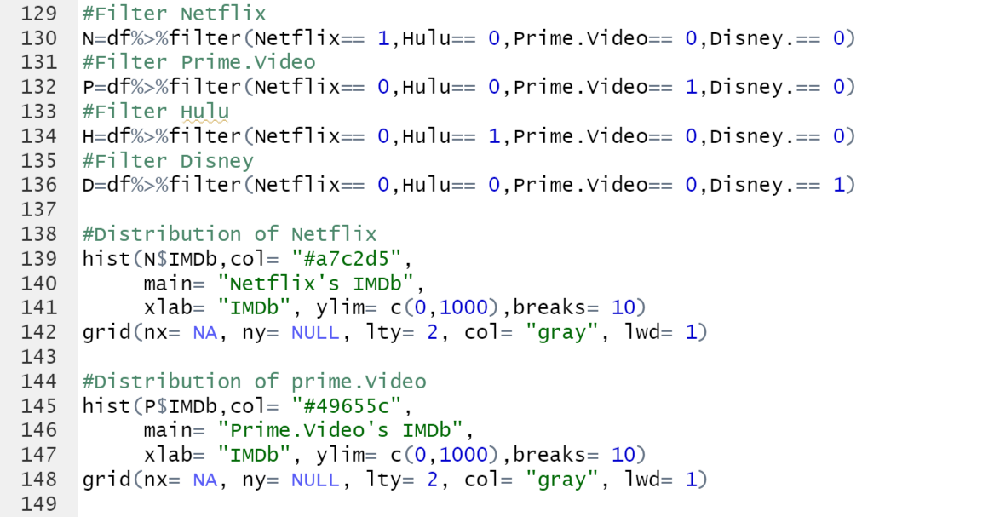 129 #Filter Netflix
130 N=df%>%filter(Netflix== 1,Hulu== 0,Prime.Video== 0,Disney.== 0)
131 #Filter Prime.Video
132 P=df%>%filter(Netflix== 0,Hulu== 0,Prime.Video== 1,Disney.== 0)
133 #Filter Hulu
134 H=df%>%filter(Netflix== 0,Hulu== 1,Prime.Video== 0,Disney.== 0)
135 #Filter Disney
136 D=df%>%filter(Netflix== 0,Hulu== 0,Prime.Video== 0,Disney.== 1)
137
138 #Distribution of Netflix
139 hist(N$IMDb,col= "#a7c2d5",
140      main= "Netflix's IMDb",
141      xlab= "IMDb", ylim= c(0,1000),breaks= 10)
142 grid(nx= NA, ny= NULL, lty= 2, col= "gray", lwd= 1)
143
144 #Distribution of prime.Video
145 hist(P$IMDb,col= "#49655c",
146      main= "Prime.Video's IMDb",
147      xlab= "IMDb", ylim= c(0,1000),breaks= 10)
148 grid(nx= NA, ny= NULL, lty= 2, col= "gray", lwd= 1)
149